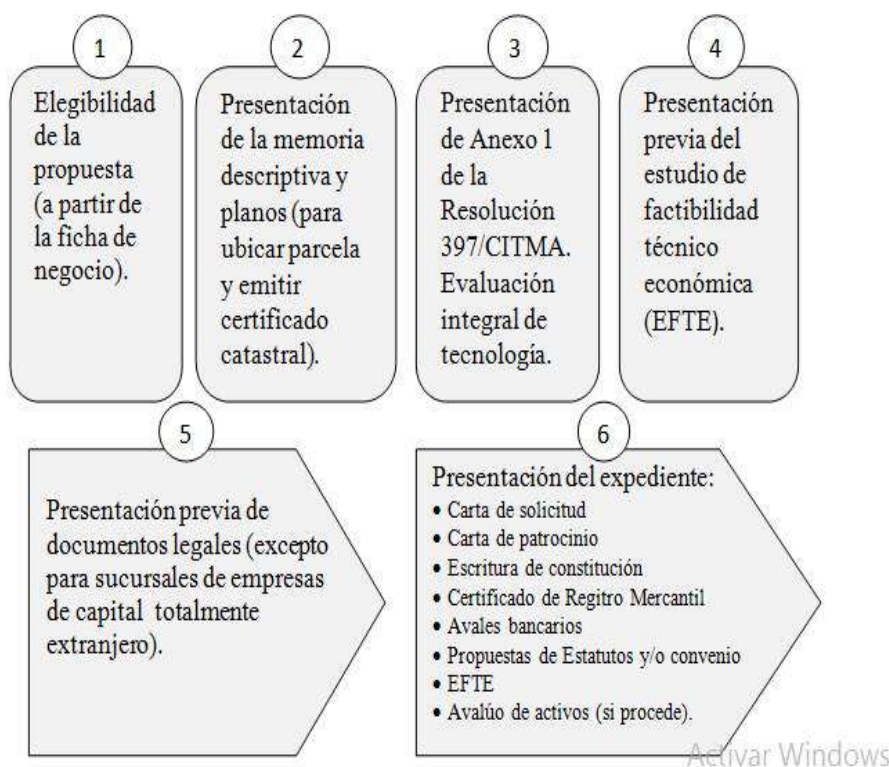 1
Elegibilidad
de la
propuesta
(a partir de
la ficha de
negocio).
2
Presentación
de la memoria
descriptiva y
planos (para
ubicar parcela
y emitir
certificado
catastral).
3
Presentación
de Anexo 1
de la
Resolución
397/CITMA.
Evaluación
integral de
tecnología.
4
Presentación
previa del
estudio de
factibilidad
técnico
económica
(EFTE).
5
Presentación previa de
documentos legales (excepto
para sucursales de empresas
de capital totalmente
extranjero).
6
Presentación del expediente:
• Carta de solicitud
• Carta de patrocinio
• Escritura de constitución
• Certificado de Regitro Mercantil
• Avales bancarios
• Propuestas de Estatutos y/o convenio
• EFTE
• Avalúo de activos (si procede).
Activar Windows